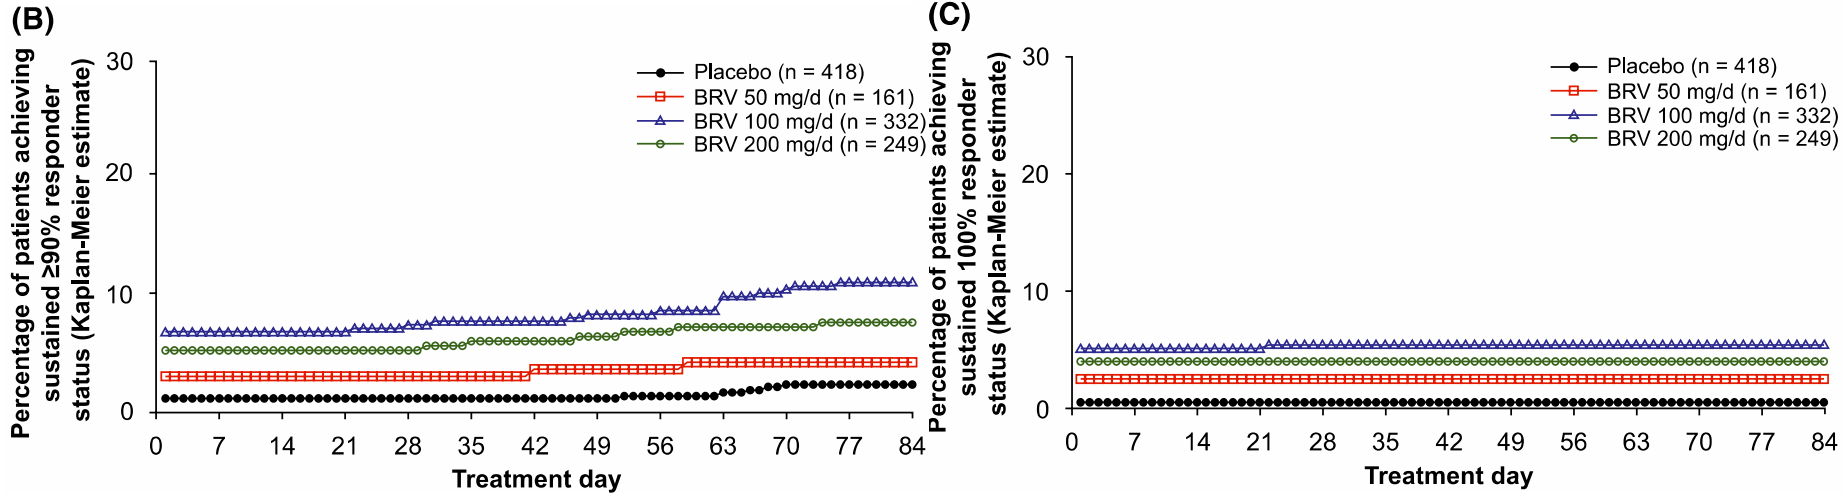 (B)
Percentage of patients achieving
sustained ≥90% responder
status (Kaplan-Meier estimate)
30
20
10
0
Placebo (n = 418)
BRV 50 mg/d (n = 161)
BRV 100 mg/d (n = 332)
BRV 200 mg/d (n = 249)
0 7 14 21 28 35 42 49 56 63 70 77 84
Treatment day
(C)
Percentage of patients achieving
sustained 100% responder
status (Kaplan-Meier estimate)
30
20
10
0
Placebo (n = 418)
BRV 50 mg/d (n = 161)
BRV 100 mg/d (n = 332)
BRV 200 mg/d (n = 249)
0 7 14 21 28 35 42 49 56 63 70 77 84
Treatment day